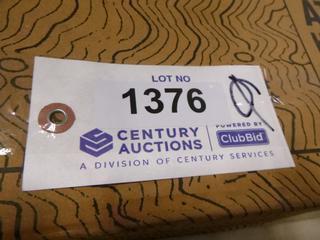 LOT NO
1376
CENTURY
AUCTIONS
POWERED BY
ClubBid
A DIVISION OF CENTURY SERVICES